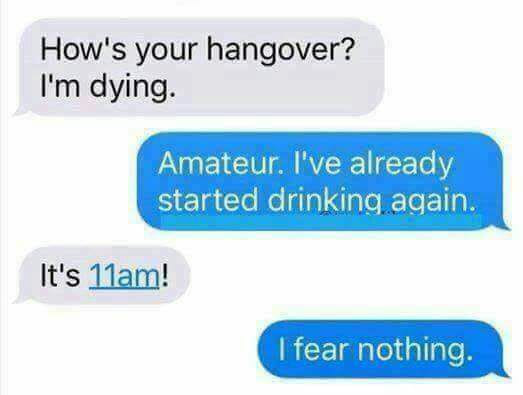 How's your hangover?
I'm dying.
Amateur. I've already
started drinking again.
It's 11am!
I fear nothing.